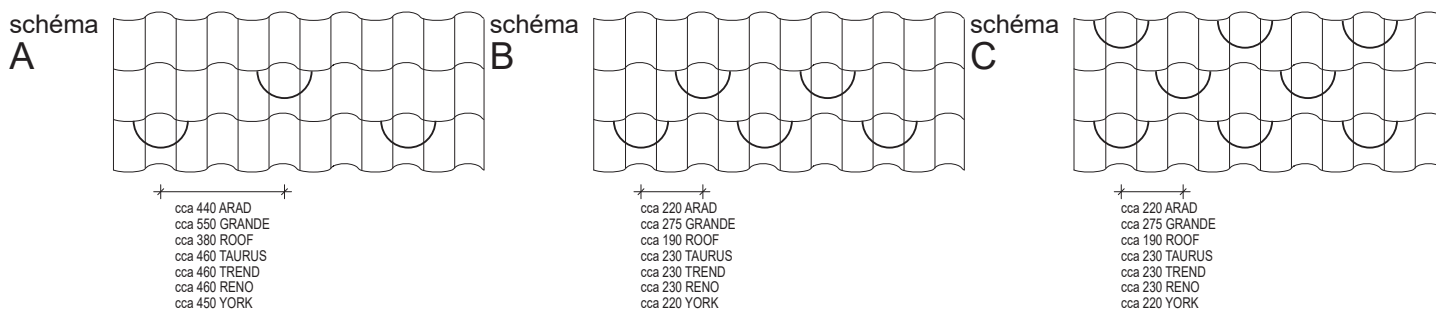 schéma
A
cca 440 ARAD
cca 550 GRANDE
cca 380 ROOF
cca 460 TAURUS
cca 460 TREND
cca 460 RENO
cca 450 YORK
schéma
B
cca 220 ARAD
cca 275 GRANDE
cca 190 ROOF
cca 230 TAURUS
cca 230 TREND
cca 230 RENO
cca 220 YORK
schéma
C
cca 220 ARAD
cca 275 GRANDE
cca 190 ROOF
cca 230 TAURUS
cca 230 TREND
cca 230 RENO
cca 220 YORK